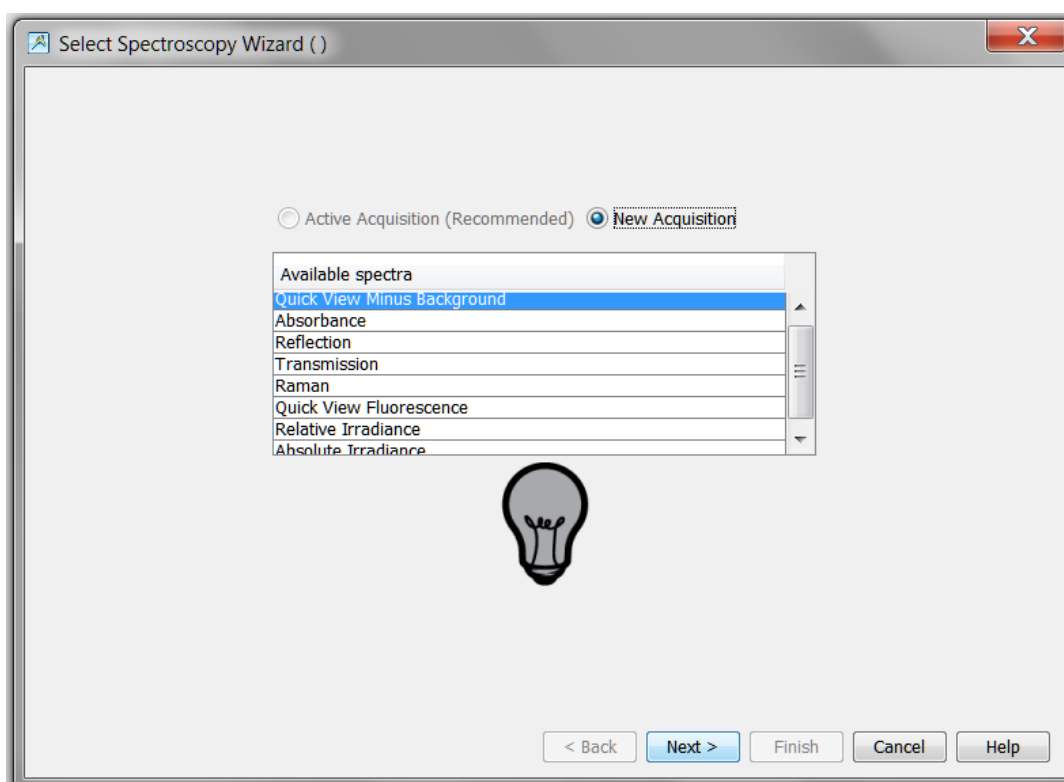 Select Spectroscopy Wizard ( )
X
Active Acquisition (Recommended) New Acquisition
Available spectra
Quick View Minus Background
Absorbance
Reflection
Transmission
Raman
Quick View Fluorescence
Relative Irradiance
Absolute Irradiance
< Back Next > Finish Cancel Help